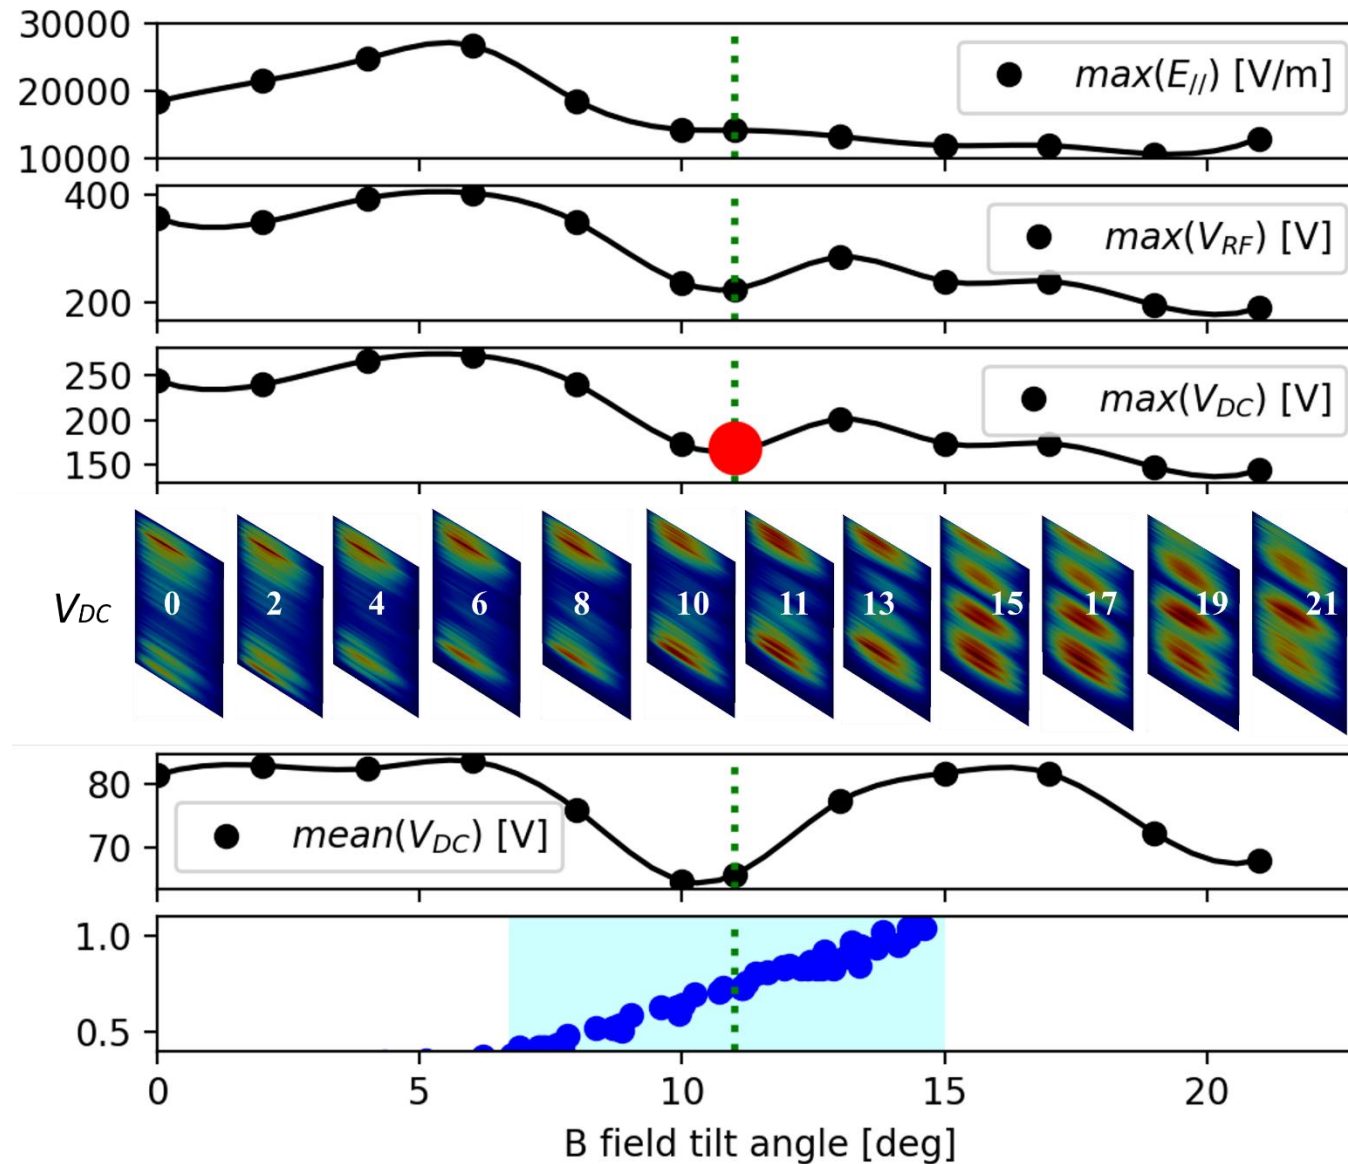 30000
max(E//) [V/m]
20000
10000
400
max(VRF) [V]
200
250
max(VDC) [V]
200
150
VDC 0 2 4 6 8 10 11 13 15 17 19 21
80
mean(VDC) [V]
70
1.0
0.5
0 5 10 15 20
B field tilt angle [deg]